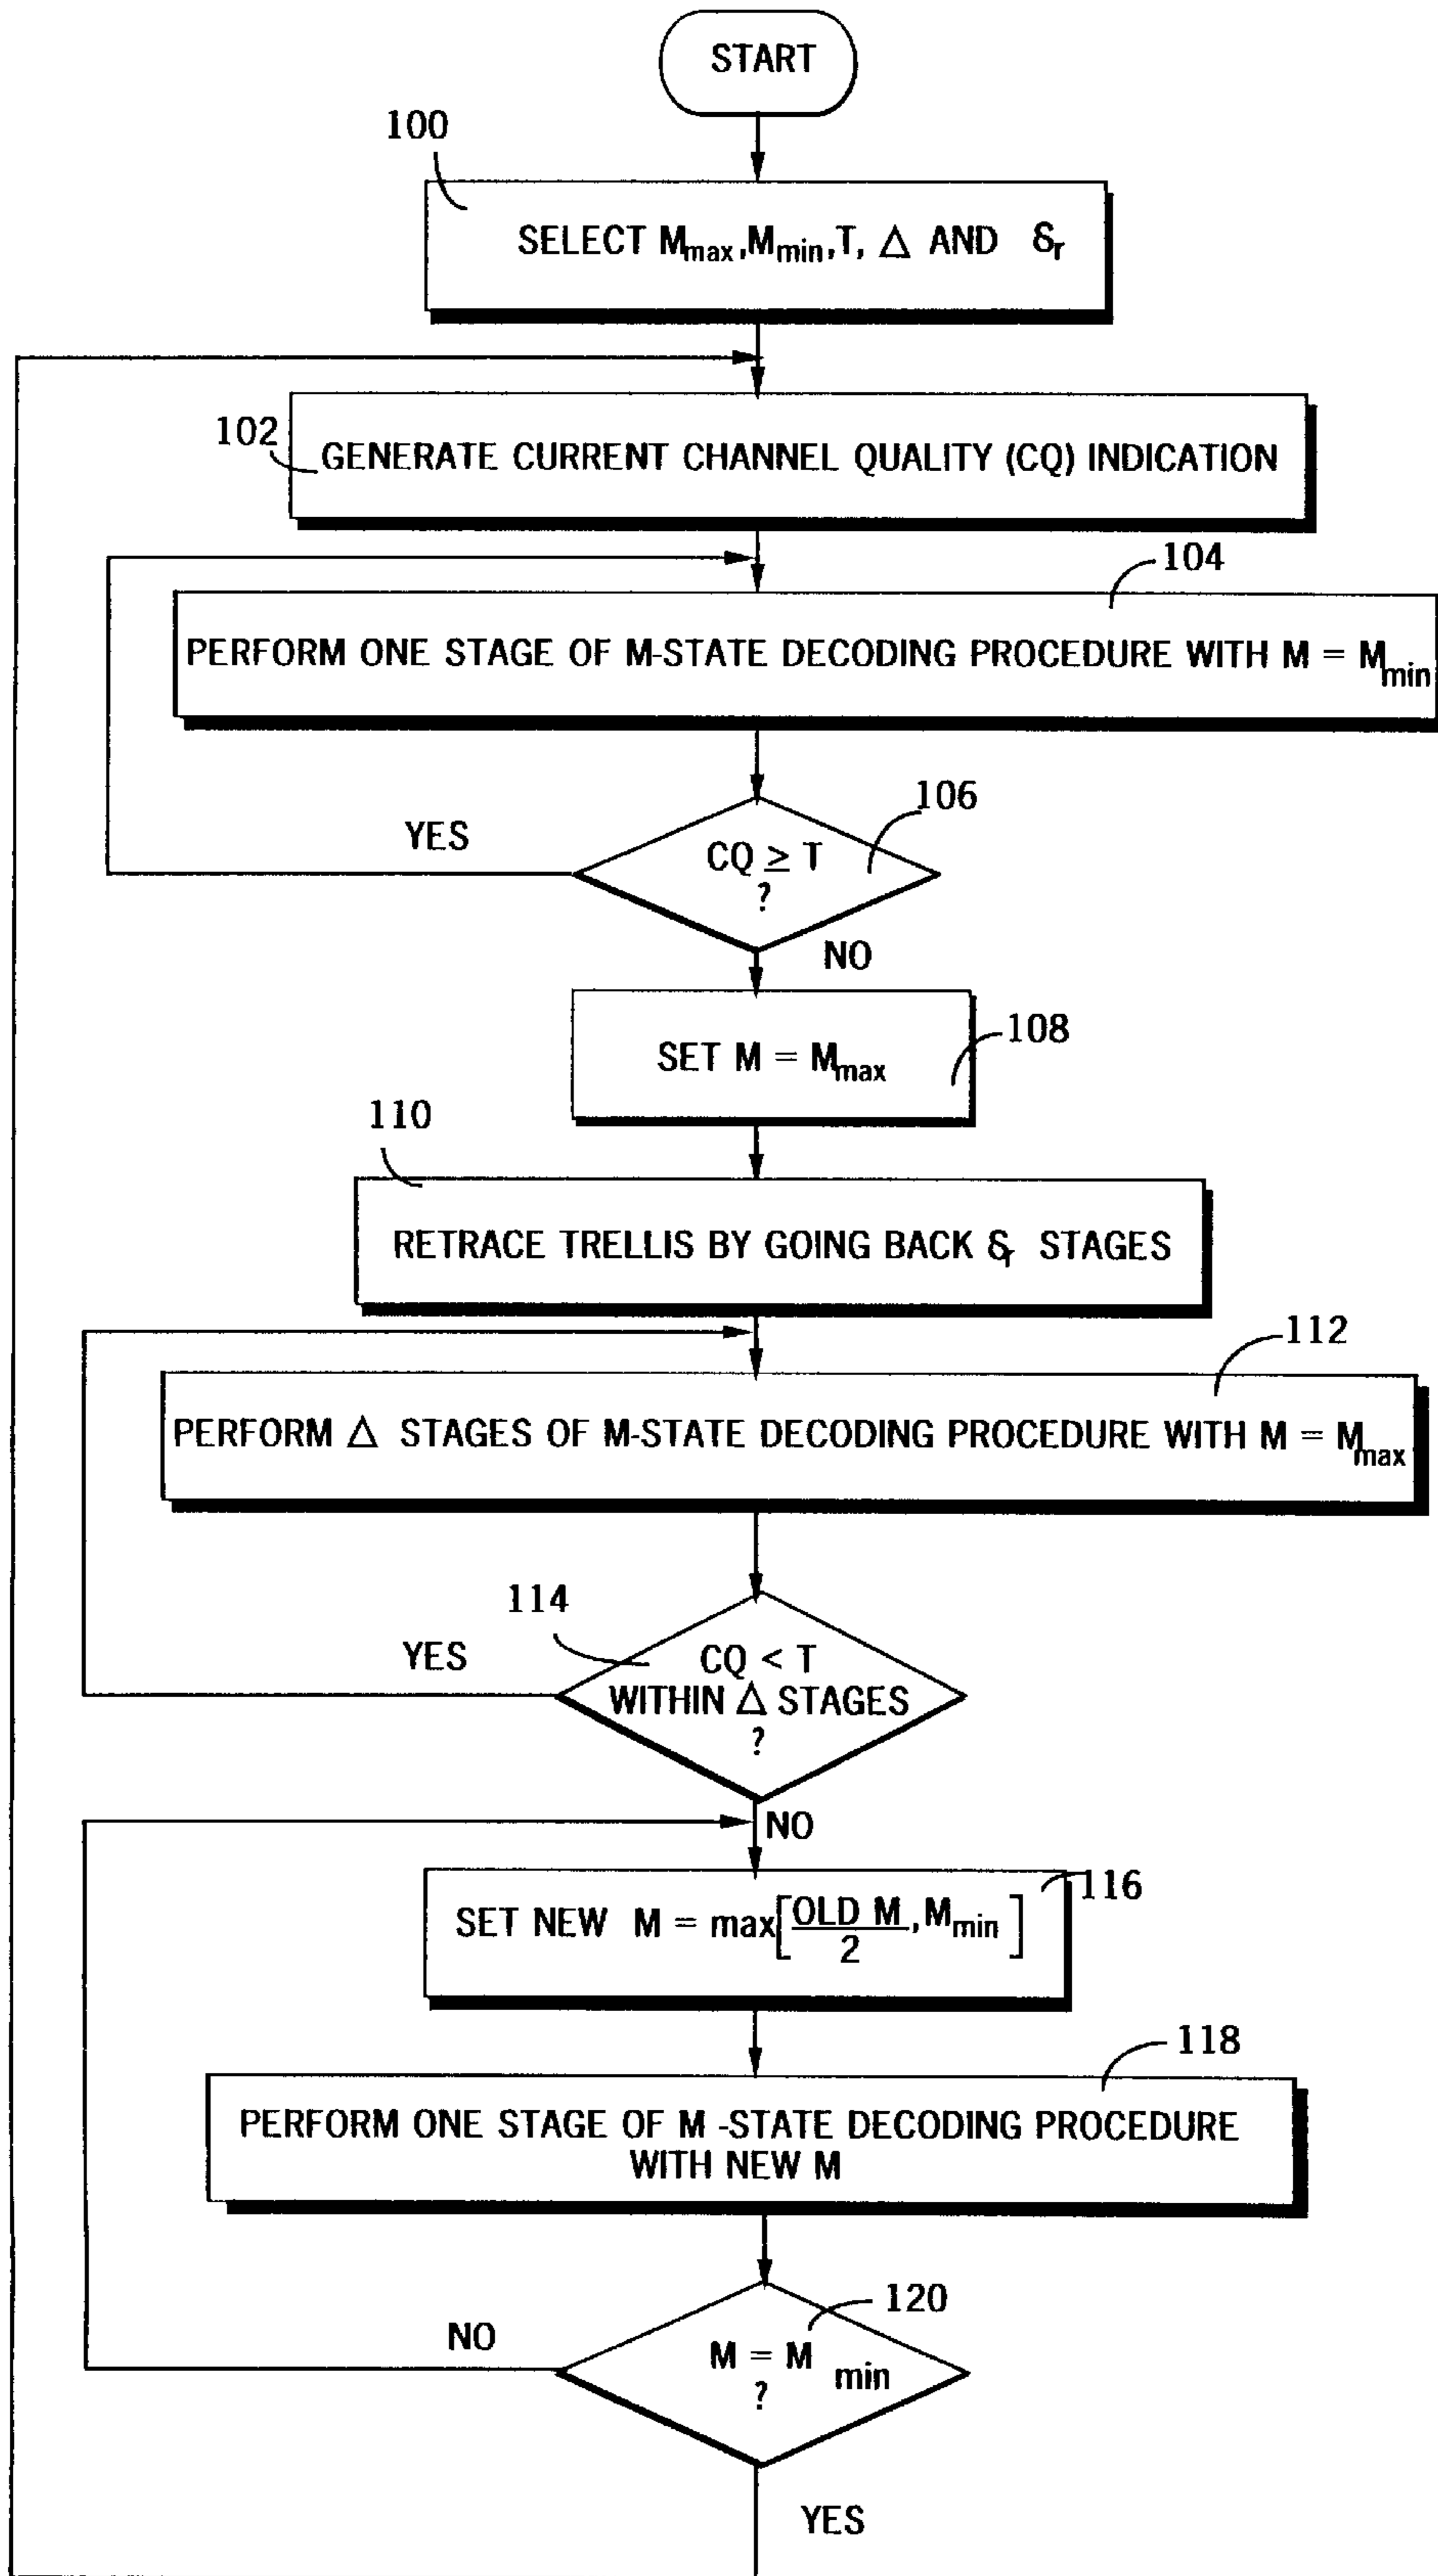 START
100
SELECT Mmax, Mmin, T, Δ AND δr
102
GENERATE CURRENT CHANNEL QUALITY (CQ) INDICATION
104
PERFORM ONE STAGE OF M-STATE DECODING PROCEDURE WITH M = Mmin
106
YES
CQ ≥ T
?
NO
108
SET M = Mmax
110
RETRACE TRELLIS BY GOING BACK δr STAGES
112
PERFORM Δ STAGES OF M-STATE DECODING PROCEDURE WITH M = Mmax
114
YES
CQ < T
WITHIN Δ STAGES
?
NO
116
SET NEW M = max[OLD M/2, Mmin]
118
PERFORM ONE STAGE OF M -STATE DECODING PROCEDURE
WITH NEW M
120
NO
M = M min
?
YES